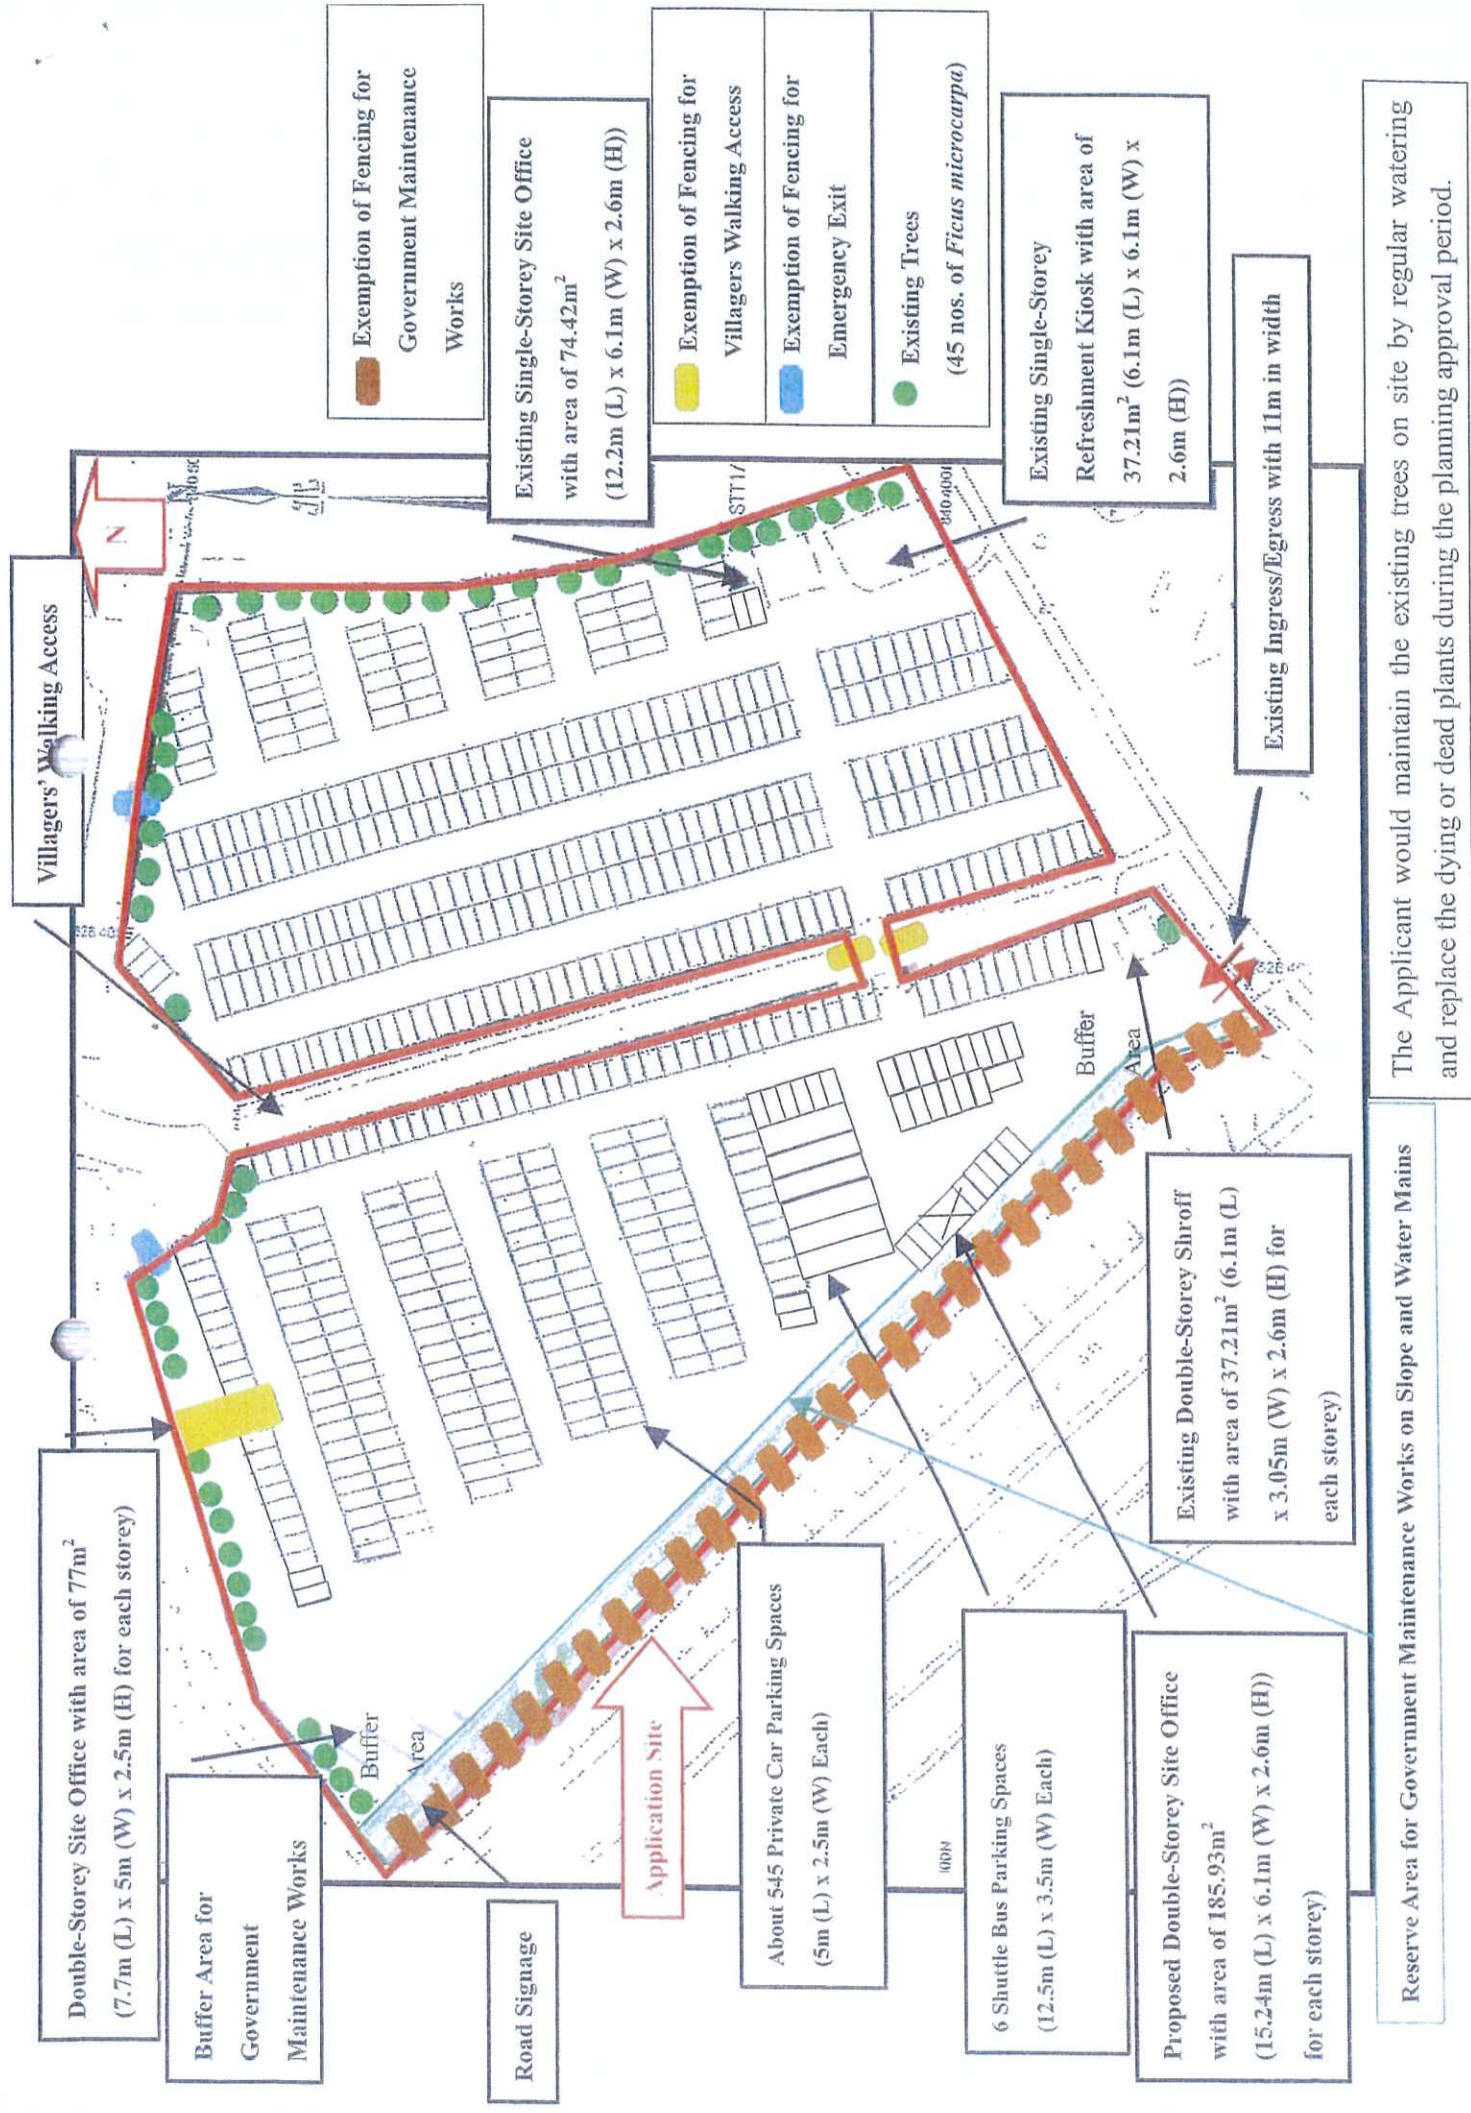 Double-Storey Site Office with area of 77m²
(7.7m (L) x 5m (W) x 2.5m (H) for each storey)
Villagers' Walking Access
N
Buffer Area for
Government
Maintenance Works
Road Signage
Exemption of Fencing for
Government Maintenance
Works
Existing Single-Storey Site Office
with area of 74.42m²
(12.2m (L) x 6.1m (W) x 2.6m (H))
Exemption of Fencing for
Villagers Walking Access
Exemption of Fencing for
Emergency Exit
Existing Trees
(45 nos. of Ficus microcarpa)
STT1/
Existing Single-Storey
Refreshment Kiosk with area of
37.21m² (6.1m (L) x 6.1m (W) x
2.6m (H))
Existing Ingress/Egress with 11m in width
Buffer
Area
Buffer
Area
Application Site
About 545 Private Car Parking Spaces
(5m (L) x 2.5m (W) Each)
6 Shuttle Bus Parking Spaces
(12.5m (L) x 3.5m (W) Each)
Proposed Double-Storey Site Office
with area of 185.93m²
(15.24m (L) x 6.1m (W) x 2.6m (H))
for each storey)
Existing Double-Storey Shroff
with area of 37.21m² (6.1m (L)
x 3.05m (W) x 2.6m (H) for
each storey)
Reserve Area for Government Maintenance Works on Slope and Water Mains
The Applicant would maintain the existing trees on site by regular watering
and replace the dying or dead plants during the planning approval period.